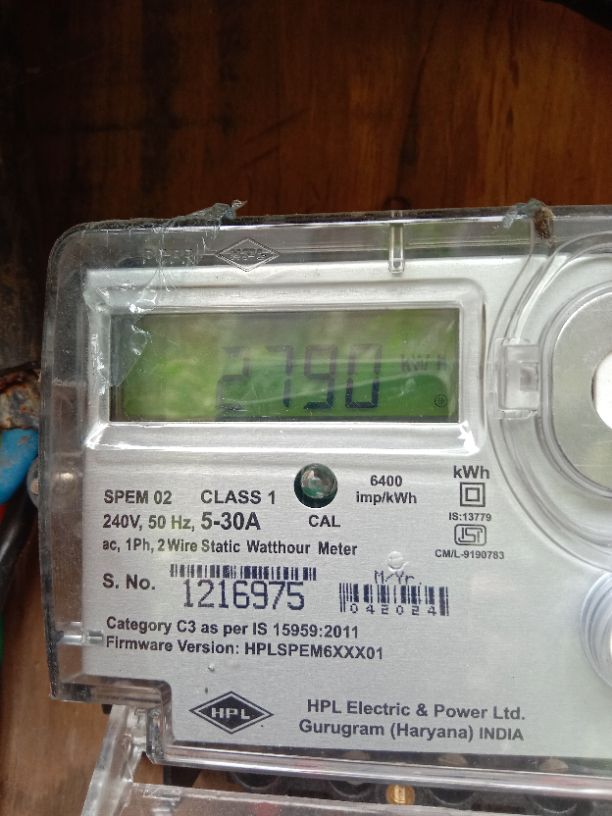 2790 kWh
6400
imp/kWh
kWh
SPEM 02 CLASS 1
240V, 50 Hz, 5-30A
CAL
IS:13779
ISI
CM/L-9190783
ac, 1Ph, 2 Wire Static Watthour Meter
S. No. 1216975
M/Yr.
042024
Category C3 as per IS 15959:2011
Firmware Version: HPLSPEM6XXX01
HPL
HPL Electric & Power Ltd.
Gurugram (Haryana) INDIA